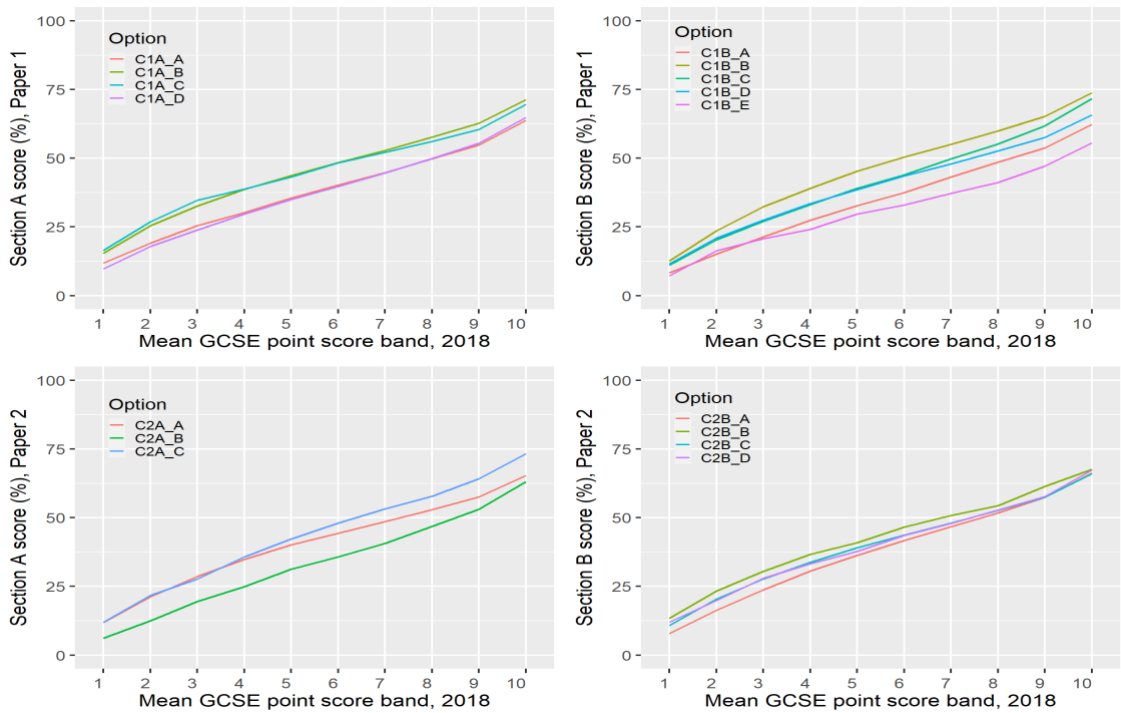 Section A score (%), Paper 1
100
75
50
25
0
Option
C1A_A
C1A_B
C1A_C
C1A_D
1 2 3 4 5 6 7 8 9 10
Mean GCSE point score band, 2018
Section B score (%), Paper 1
100
75
50
25
0
Option
C1B_A
C1B_B
C1B_C
C1B_D
C1B_E
1 2 3 4 5 6 7 8 9 10
Mean GCSE point score band, 2018
Section A score (%), Paper 2
100
75
50
25
0
Option
C2A_A
C2A_B
C2A_C
1 2 3 4 5 6 7 8 9 10
Mean GCSE point score band, 2018
Section B score (%), Paper 2
100
75
50
25
0
Option
C2B_A
C2B_B
C2B_C
C2B_D
1 2 3 4 5 6 7 8 9 10
Mean GCSE point score band, 2018